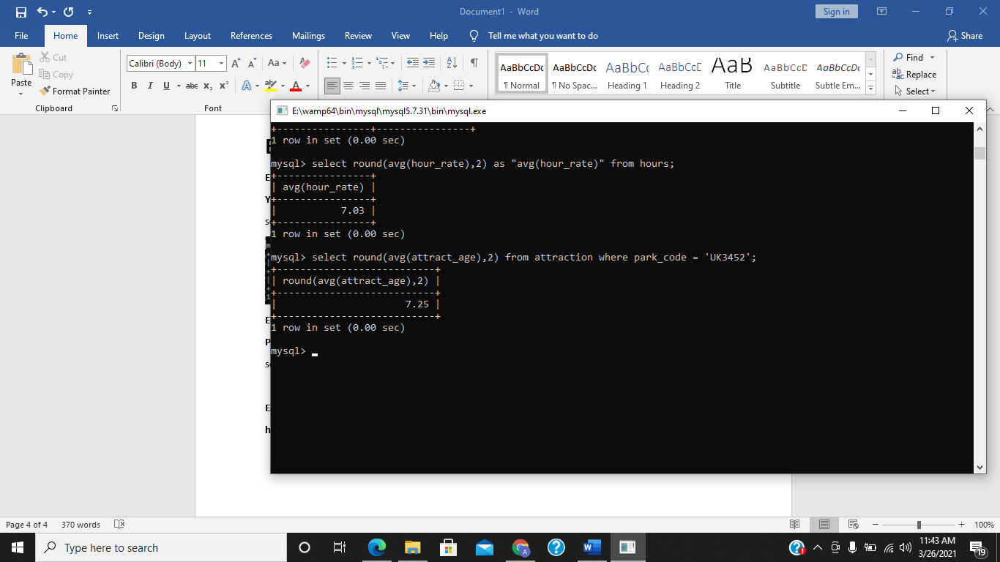 Document1 - Word
Sign in
File Home Insert Design Layout References Mailings Review View Help Tell me what you want to do Share
Paste
Cut
Copy
Format Painter
Clipboard
Calibri (Body) 11
Aa
B I U abc x2 x2 A A
Font
AaBbCcDc AaBbCcDc AaBbCc AaBbCcD AaB AaBbCcD AaBbCcDc
¶ Normal ¶ No Spac... Heading 1 Heading 2 Title Subtitle Subtle Em...
Find
Replace
Select
E:\wamp64\bin\mysql\mysql5.7.31\bin\mysql.exe
+----------------+----------------+
1 row in set (0.00 sec)
mysql> select round(avg(hour_rate),2) as "avg(hour_rate)" from hours;
+----------------+
| avg(hour_rate) |
+----------------+
| 7.03 |
+----------------+
1 row in set (0.00 sec)
mysql> select round(avg(attract_age),2) from attraction where park_code = 'UK3452';
+---------------------------+
| round(avg(attract_age),2) |
+---------------------------+
| 7.25 |
+---------------------------+
1 row in set (0.00 sec)
mysql>
Page 4 of 4 370 words
100%
Type here to search
11:43 AM
3/26/2021
19